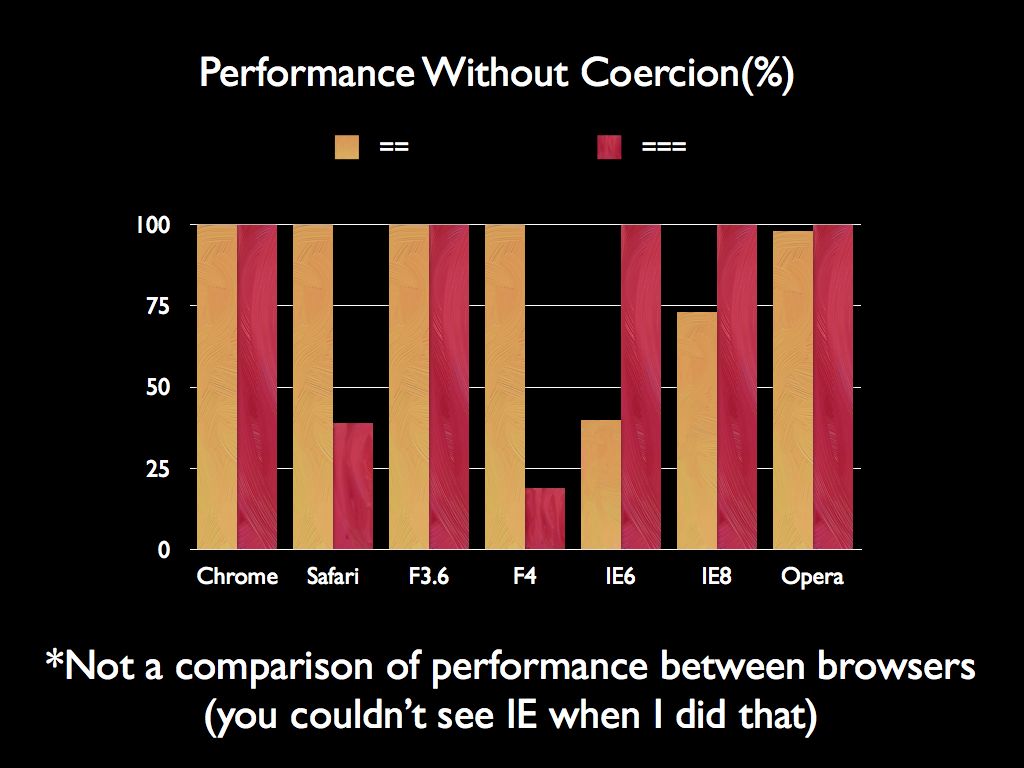 Performance Without Coercion(%)
== ===
100
75
50
25
0
Chrome Safari F3.6 F4 IE6 IE8 Opera
*Not a comparison of performance between browsers
(you couldn’t see IE when I did that)